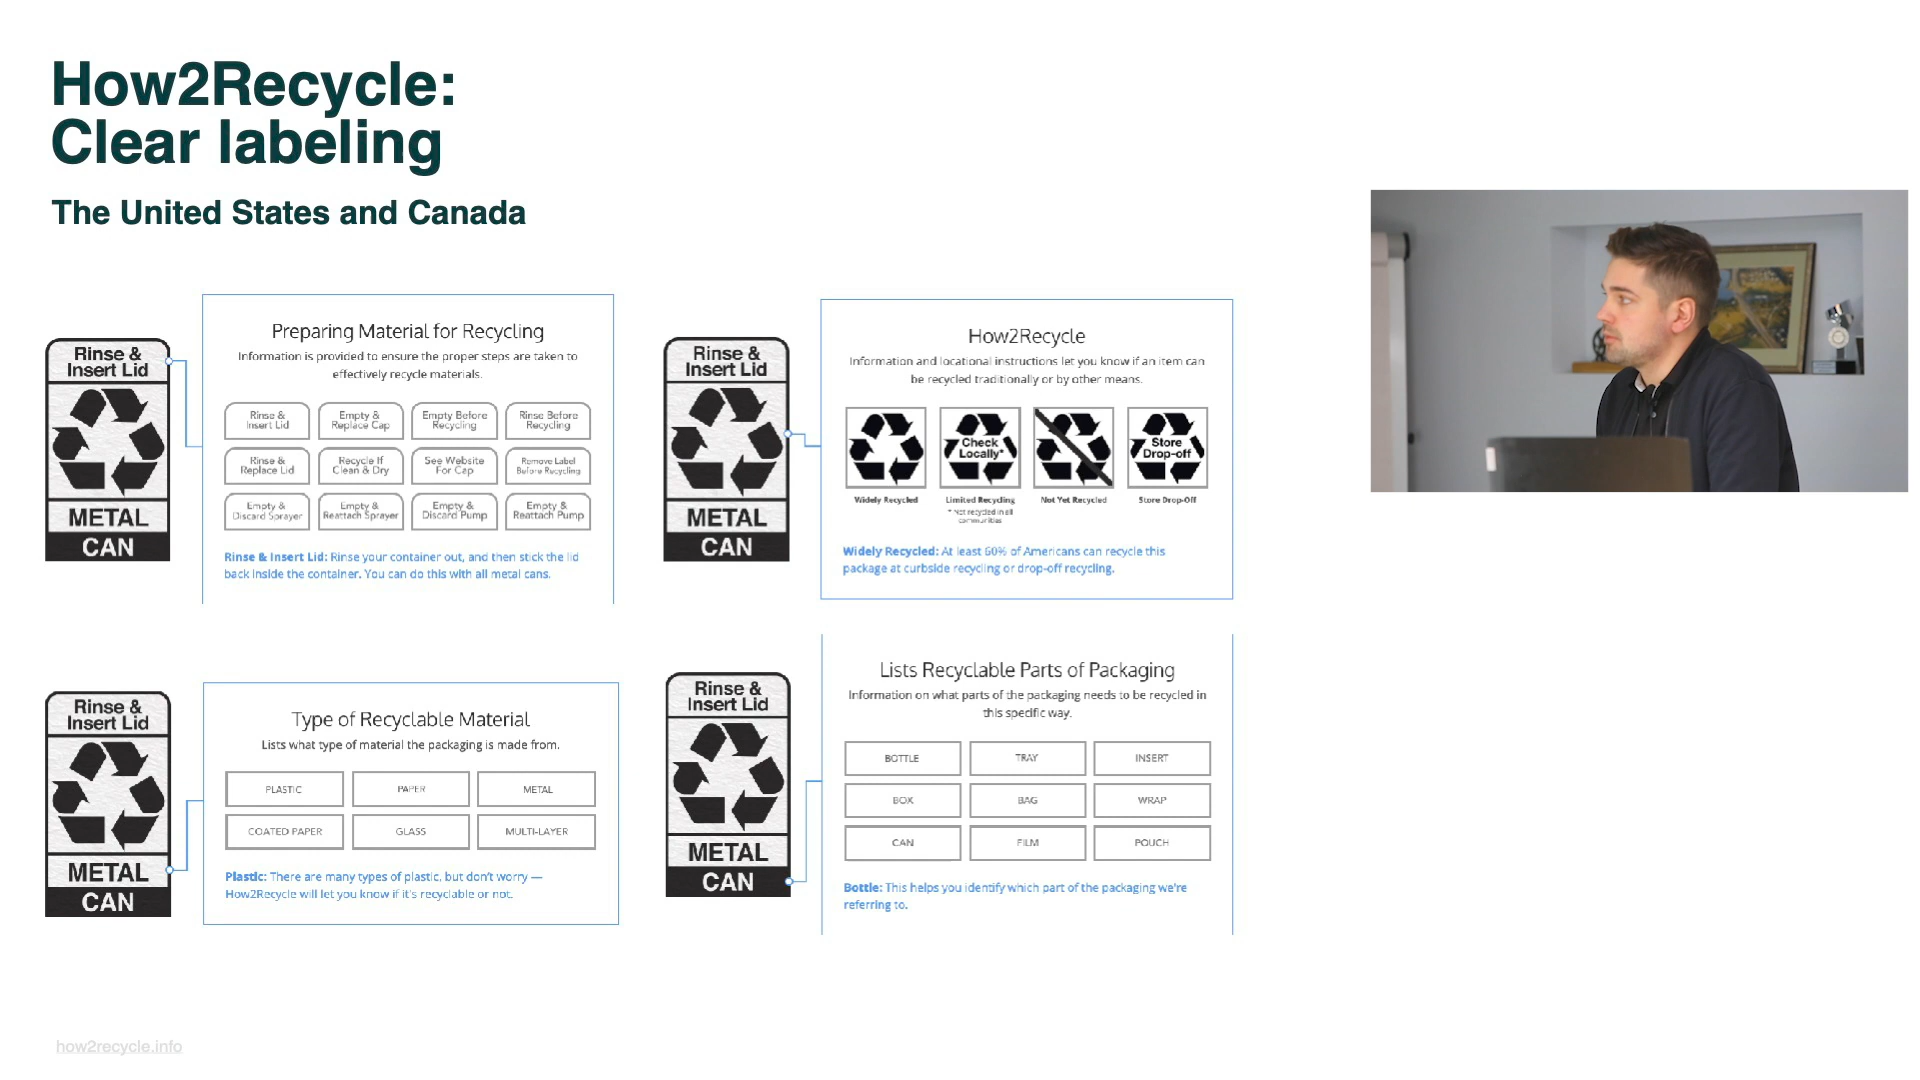 How2Recycle:
Clear labeling
The United States and Canada
Rinse &
Insert Lid
METAL
CAN
Preparing Material for Recycling
Information is provided to ensure the proper steps are taken to
effectively recycle materials.
Rinse &
Insert Lid
Empty &
Replace Cap
Empty Before
Recycling
Rinse Before
Recycling
Rinse &
Replace Lid
Recycle If
Clean & Dry
See Website
For Cap
Remove Label
Before Recycling
Empty &
Discard Sprayer
Empty &
Reattach Sprayer
Empty &
Discard Pump
Empty &
Reattach Pump
Rinse & Insert Lid: Rinse your container out, and then stick the lid
back inside the container. You can do this with all metal cans.
Rinse &
Insert Lid
METAL
CAN
How2Recycle
Information and locational instructions let you know if an item can
be recycled traditionally or by other means.
Check
Locally*
Store
Drop-off
Widely Recycled
Limited Recycling
* Not recycled in all
communities
Not Yet Recycled
Store Drop-Off
Widely Recycled: At least 60% of Americans can recycle this
package at curbside recycling or drop-off recycling.
Rinse &
Insert Lid
METAL
CAN
Type of Recyclable Material
Lists what type of material the packaging is made from.
PLASTIC
PAPER
METAL
COATED PAPER
GLASS
MULTI-LAYER
Plastic: There are many types of plastic, but don't worry —
How2Recycle will let you know if it's recyclable or not.
Rinse &
Insert Lid
METAL
CAN
Lists Recyclable Parts of Packaging
Information on what parts of the packaging needs to be recycled in
this specific way.
BOTTLE
TRAY
INSERT
BOX
BAG
WRAP
CAN
FILM
POUCH
Bottle: This helps you identify which part of the packaging we're
referring to.
how2recycle.info